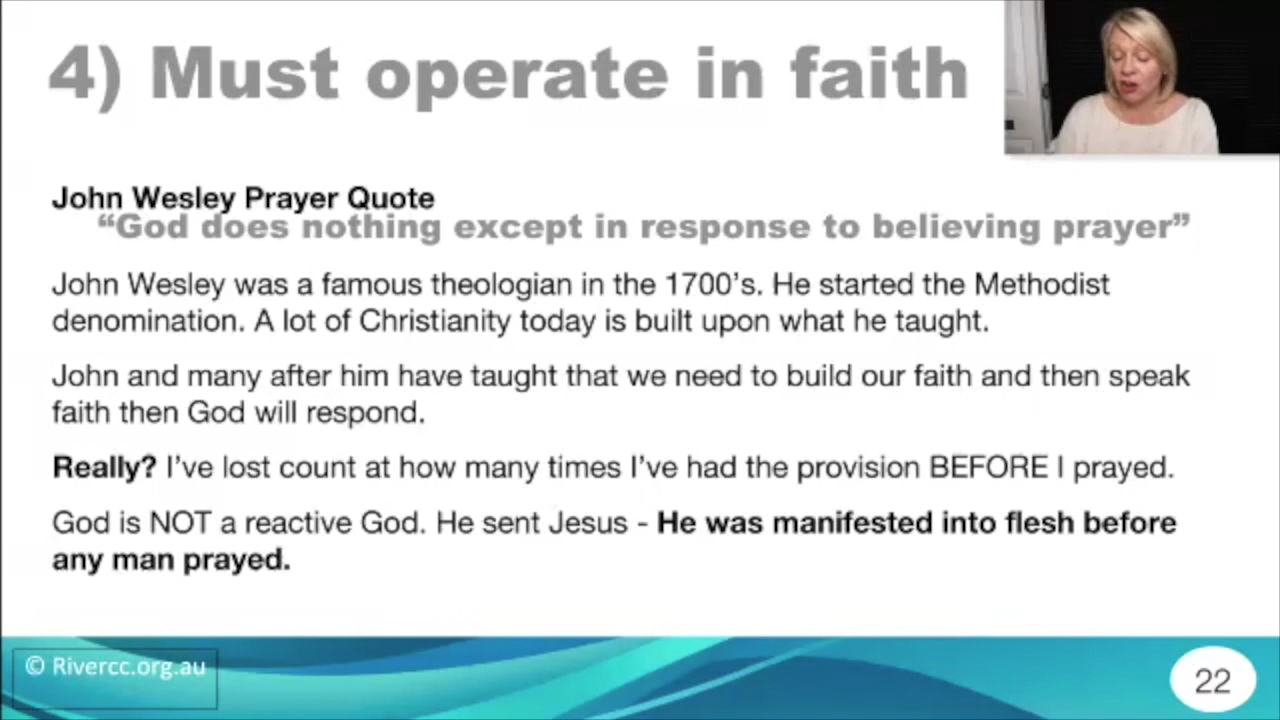 4) Must operate in faith
John Wesley Prayer Quote
“God does nothing except in response to believing prayer”
John Wesley was a famous theologian in the 1700’s. He started the Methodist
denomination. A lot of Christianity today is built upon what he taught.
John and many after him have taught that we need to build our faith and then speak
faith then God will respond.
Really? I’ve lost count at how many times I’ve had the provision BEFORE I prayed.
God is NOT a reactive God. He sent Jesus - He was manifested into flesh before
any man prayed.
© Rivercc.org.au
22